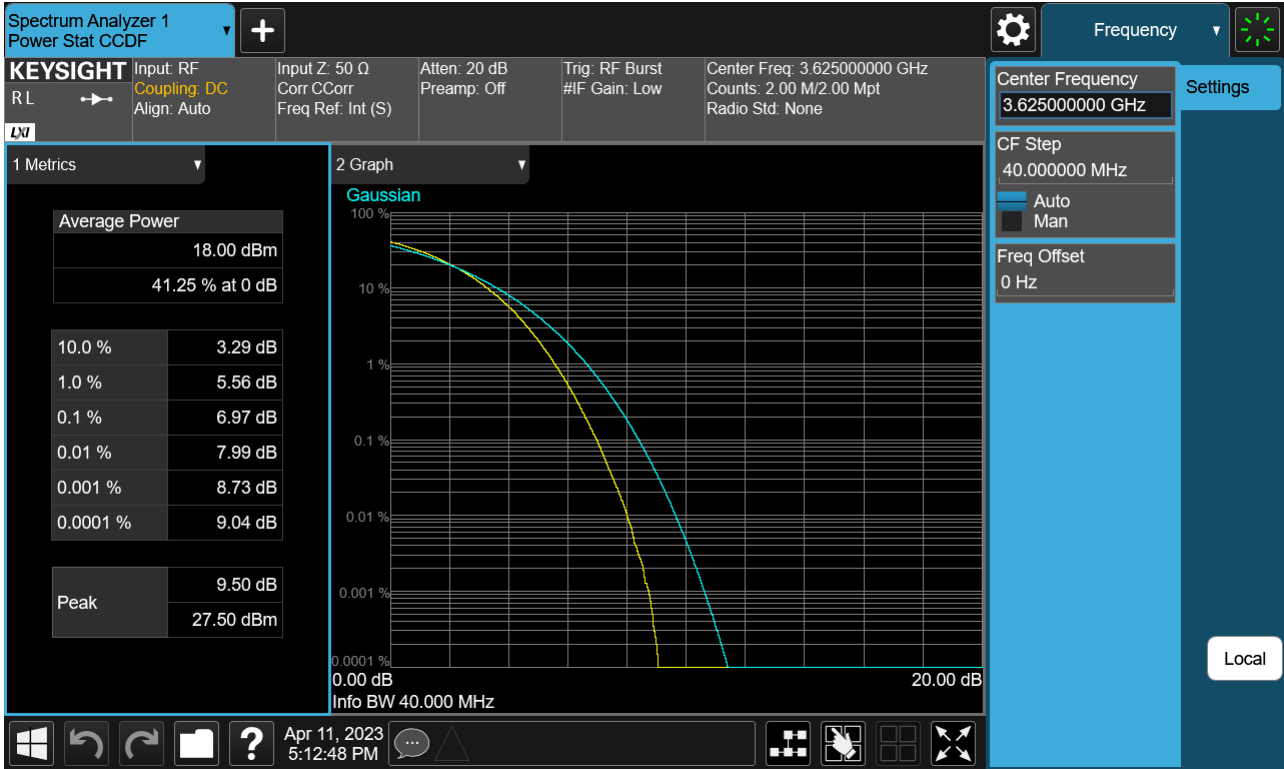 Spectrum Analyzer 1
Power Stat CCDF
+
Frequency
KEYSIGHT
R L
LXI
Input: RF
Coupling: DC
Align: Auto
Input Z: 50 Ω
Corr CCorr
Freq Ref: Int (S)
Atten: 20 dB
Preamp: Off
Trig: RF Burst
#IF Gain: Low
Center Freq: 3.625000000 GHz
Counts: 2.00 M/2.00 Mpt
Radio Std: None
1 Metrics
Average Power
18.00 dBm
41.25 % at 0 dB
10.0 % 3.29 dB
1.0 % 5.56 dB
0.1 % 6.97 dB
0.01 % 7.99 dB
0.001 % 8.73 dB
0.0001 % 9.04 dB
Peak
9.50 dB
27.50 dBm
2 Graph
Gaussian
100 %
10 %
1 %
0.1 %
0.01 %
0.001 %
0.0001 %
0.00 dB 20.00 dB
Info BW 40.000 MHz
Center Frequency
3.625000000 GHz
CF Step
40.000000 MHz
Auto
Man
Freq Offset
0 Hz
Settings
Local
?
Apr 11, 2023
5:12:48 PM